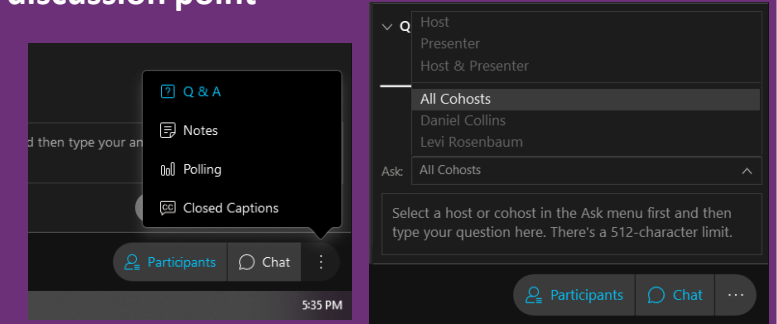 discussion point
Q & A
Notes
d then type your an
Polling
CC Closed Captions
Participants Chat
5:35 PM
Q
Host
Presenter
Host & Presenter
All Cohosts
Daniel Collins
Levi Rosenbaum
Ask: All Cohosts
Select a host or cohost in the Ask menu first and then
type your question here. There's a 512-character limit.
Participants Chat